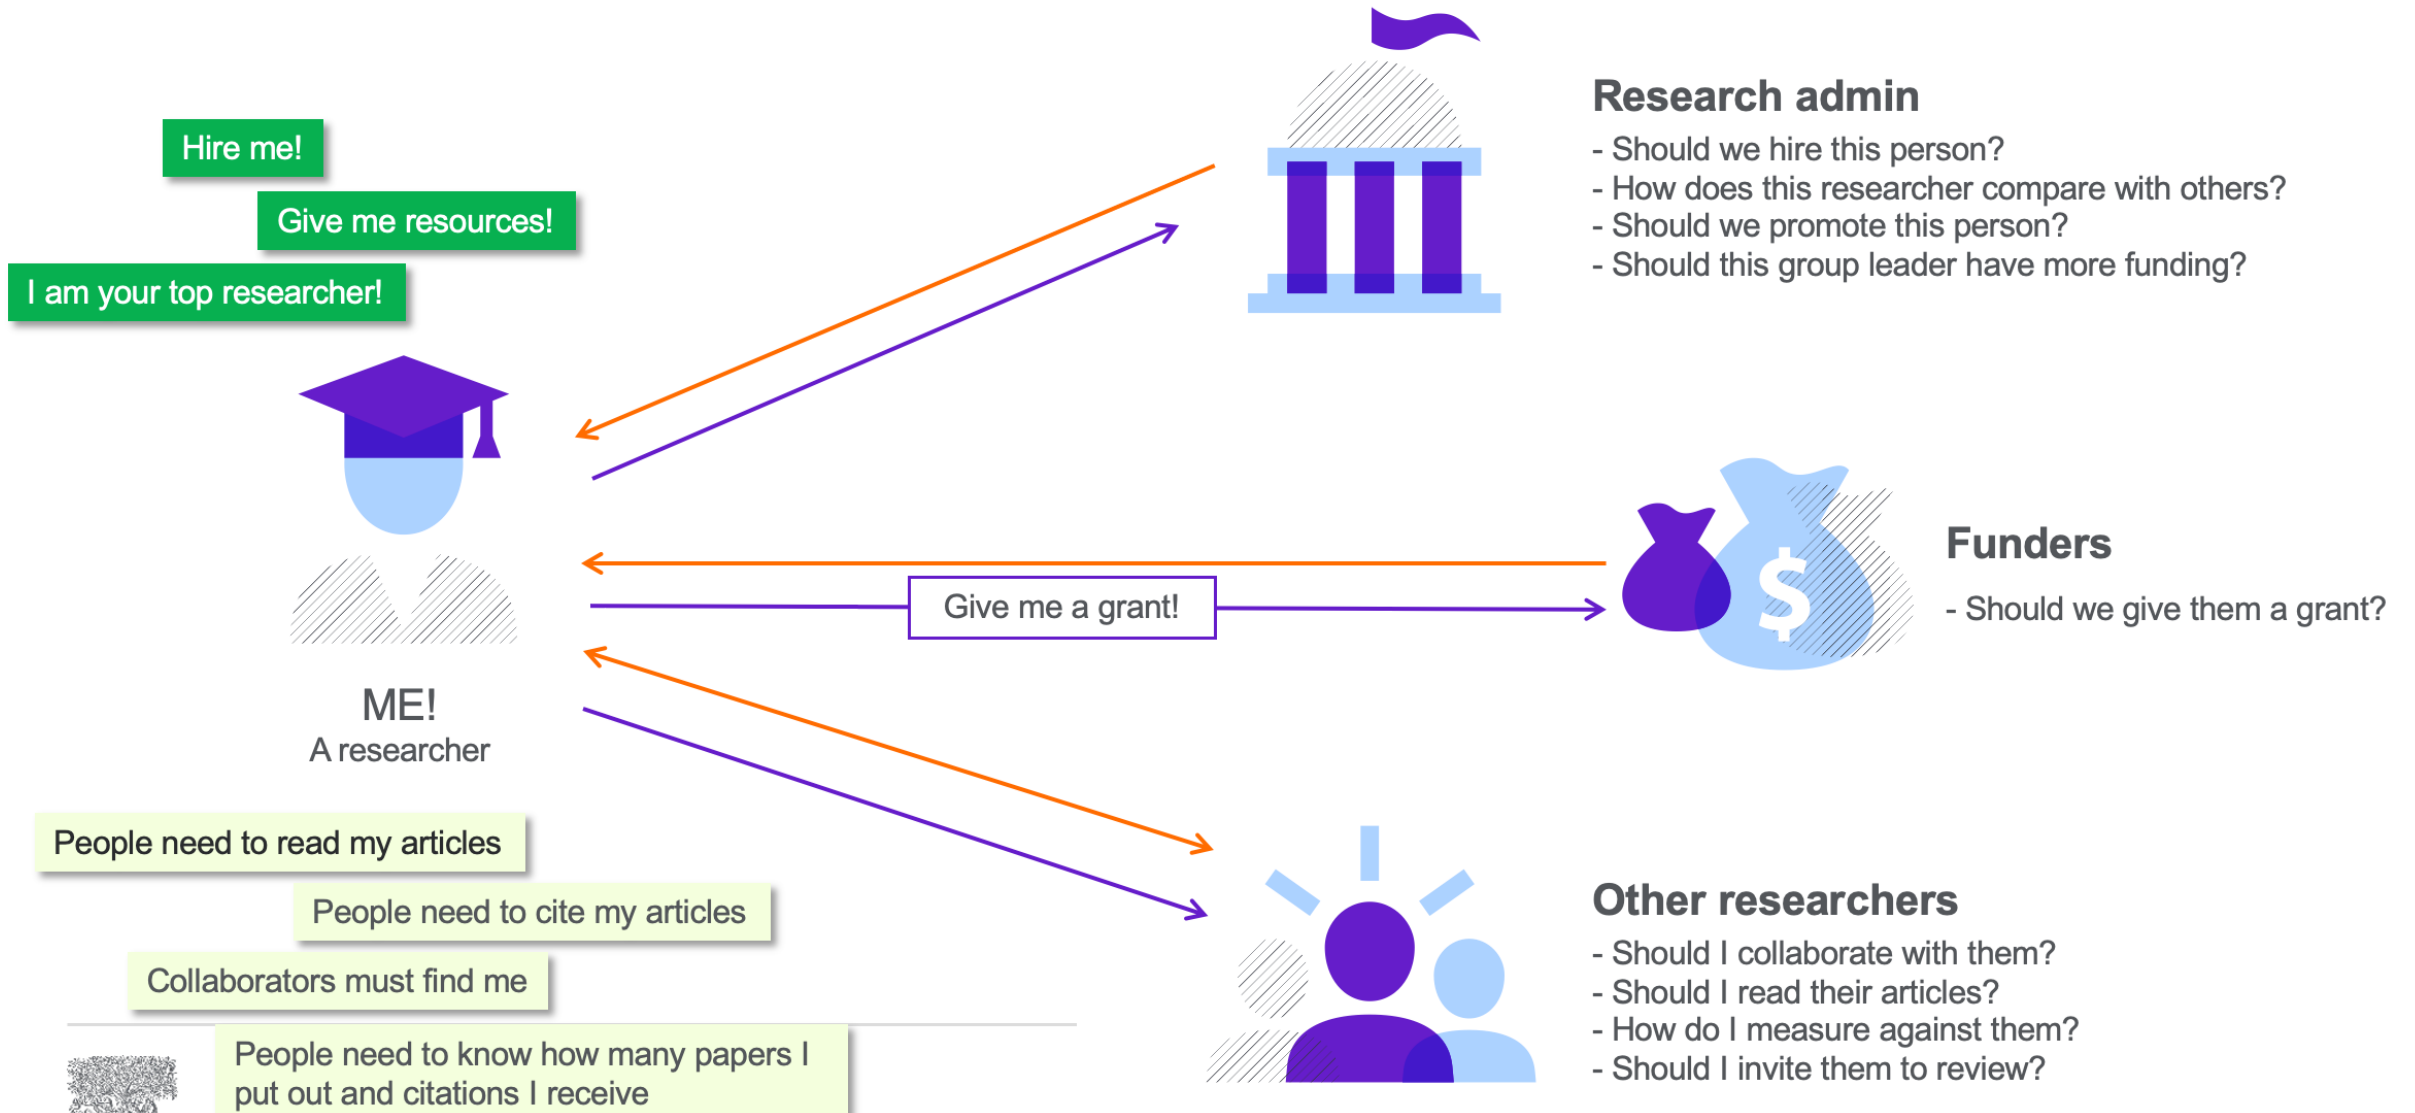 Hire me!
Give me resources!
I am your top researcher!
ME!
A researcher
People need to read my articles
People need to cite my articles
Collaborators must find me
People need to know how many papers I
put out and citations I receive
Give me a grant!
Research admin
- Should we hire this person?
- How does this researcher compare with others?
- Should we promote this person?
- Should this group leader have more funding?
$
Funders
- Should we give them a grant?
Other researchers
- Should I collaborate with them?
- Should I read their articles?
- How do I measure against them?
- Should I invite them to review?